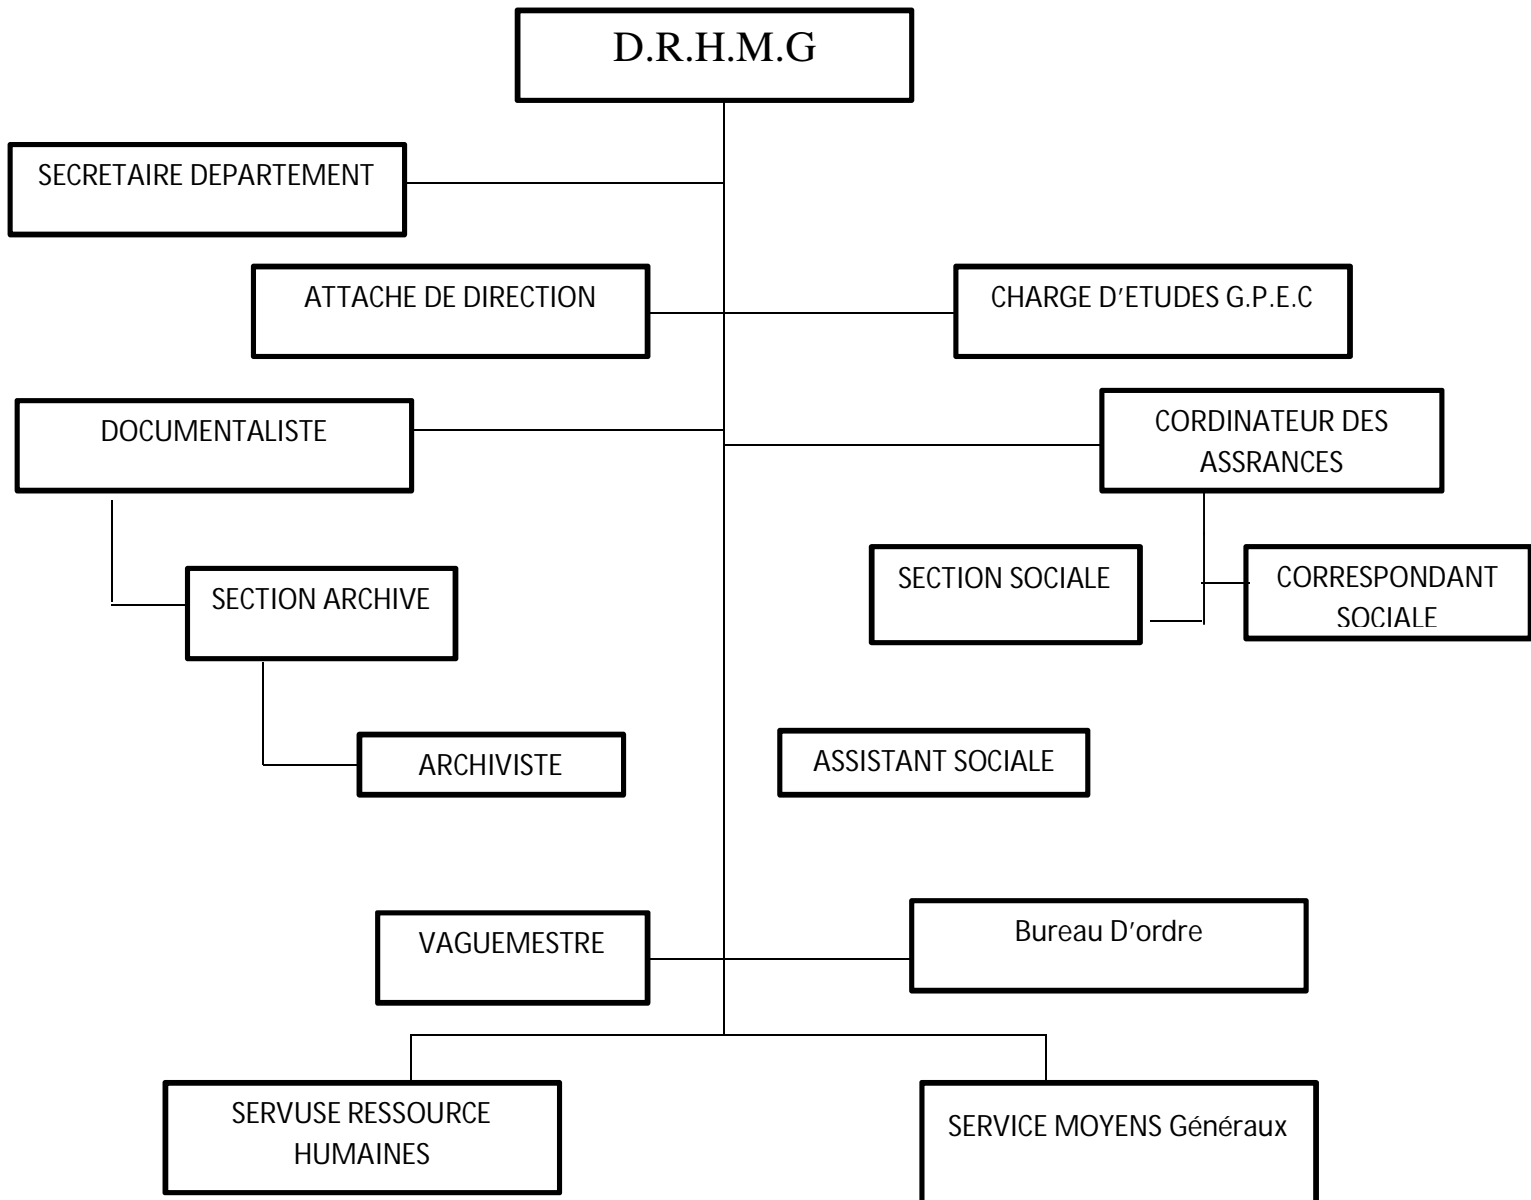 D.R.H.M.G
SECRETAIRE DEPARTEMENT
ATTACHE DE DIRECTION
CHARGE D'ETUDES G.P.E.C
DOCUMENTALISTE
CORDINATEUR DES
ASSRANCES
SECTION ARCHIVE
SECTION SOCIALE
CORRESPONDANT
SOCIALE
ARCHIVISTE
ASSISTANT SOCIALE
VAGUEMESTRE
Bureau D'ordre
SERVUSE RESSOURCE
HUMAINES
SERVICE MOYENS Généraux